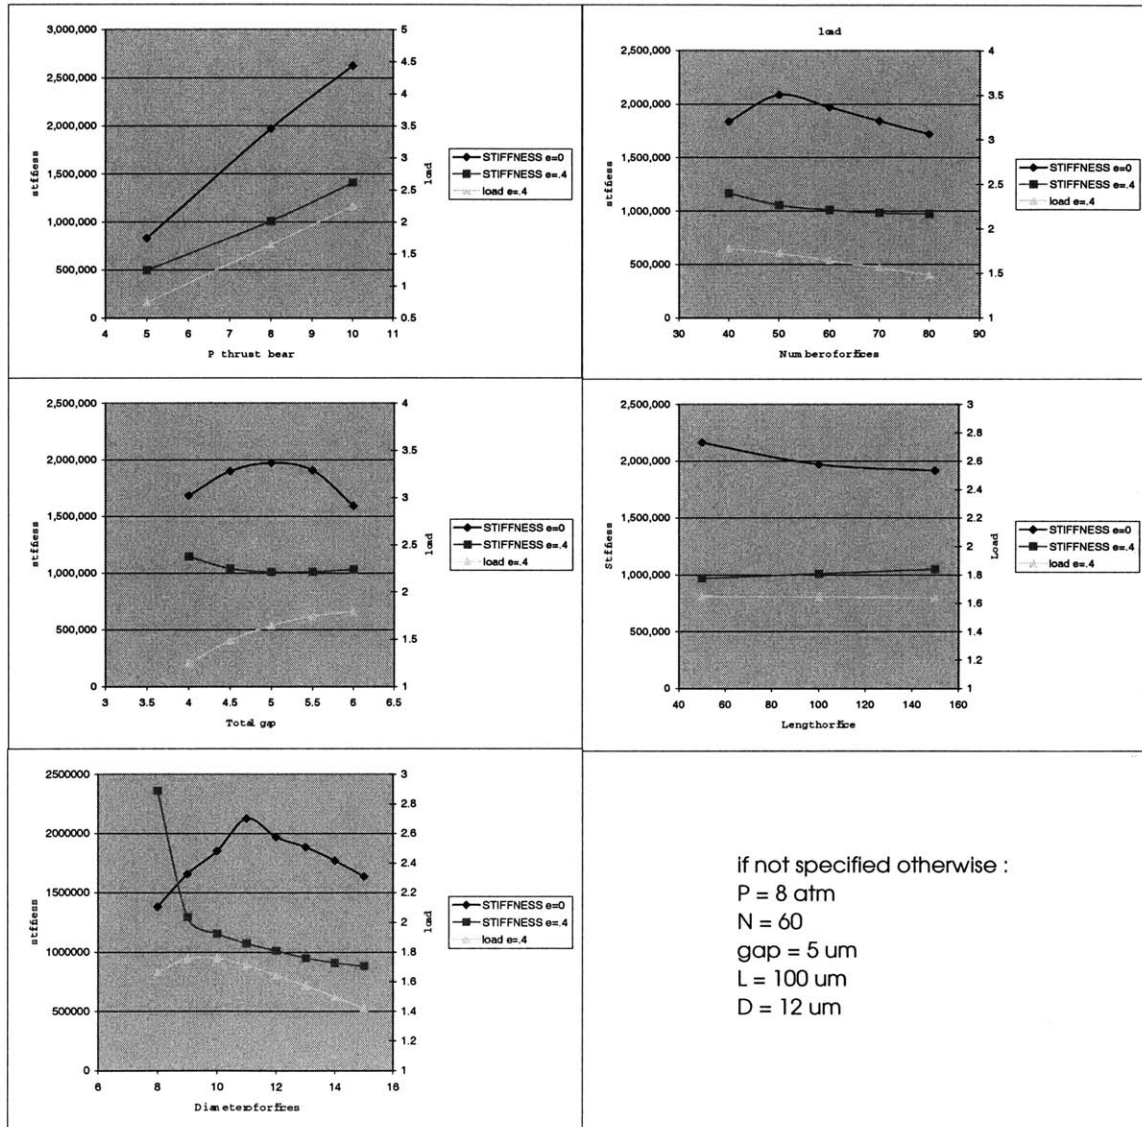 3,000,000
2,500,000
2,000,000
1,500,000
1,000,000
500,000
0
5
4.5
4
3.5
3
2.5
2
1.5
1
0.5
4 5 6 7 8 9 10 11
stffness
load
P thrust bear
STIFFNESS e=0
STIFFNESS e=.4
load e=.4
load
2,500,000
2,000,000
1,500,000
1,000,000
500,000
0
4
3.5
3
2.5
2
1.5
1
30 40 50 60 70 80 90
stffness
Numberoforfices
STIFFNESS e=0
STIFFNESS e=.4
load e=.4
2,500,000
2,000,000
1,500,000
1,000,000
500,000
0
4
3.5
3
2.5
2
1.5
1
3 3.5 4 4.5 5 5.5 6 6.5
stffness
load
Total gap
STIFFNESS e=0
STIFFNESS e=.4
load e=.4
2,500,000
2,000,000
1,500,000
1,000,000
500,000
0
3
2.8
2.6
2.4
2.2
2
1.8
1.6
1.4
1.2
1
40 60 80 100 120 140 160
Stffness
Load
Lengthorfice
STIFFNESS e=0
STIFFNESS e=.4
load e=.4
2500000
2000000
1500000
1000000
500000
0
3
2.8
2.6
2.4
2.2
2
1.8
1.6
1.4
1.2
1
6 8 10 12 14 16
stffness
load
Diameteroforfices
STIFFNESS e=0
STIFFNESS e=.4
load e=.4
if not specified otherwise :
P = 8 atm
N = 60
gap = 5 um
L = 100 um
D = 12 um